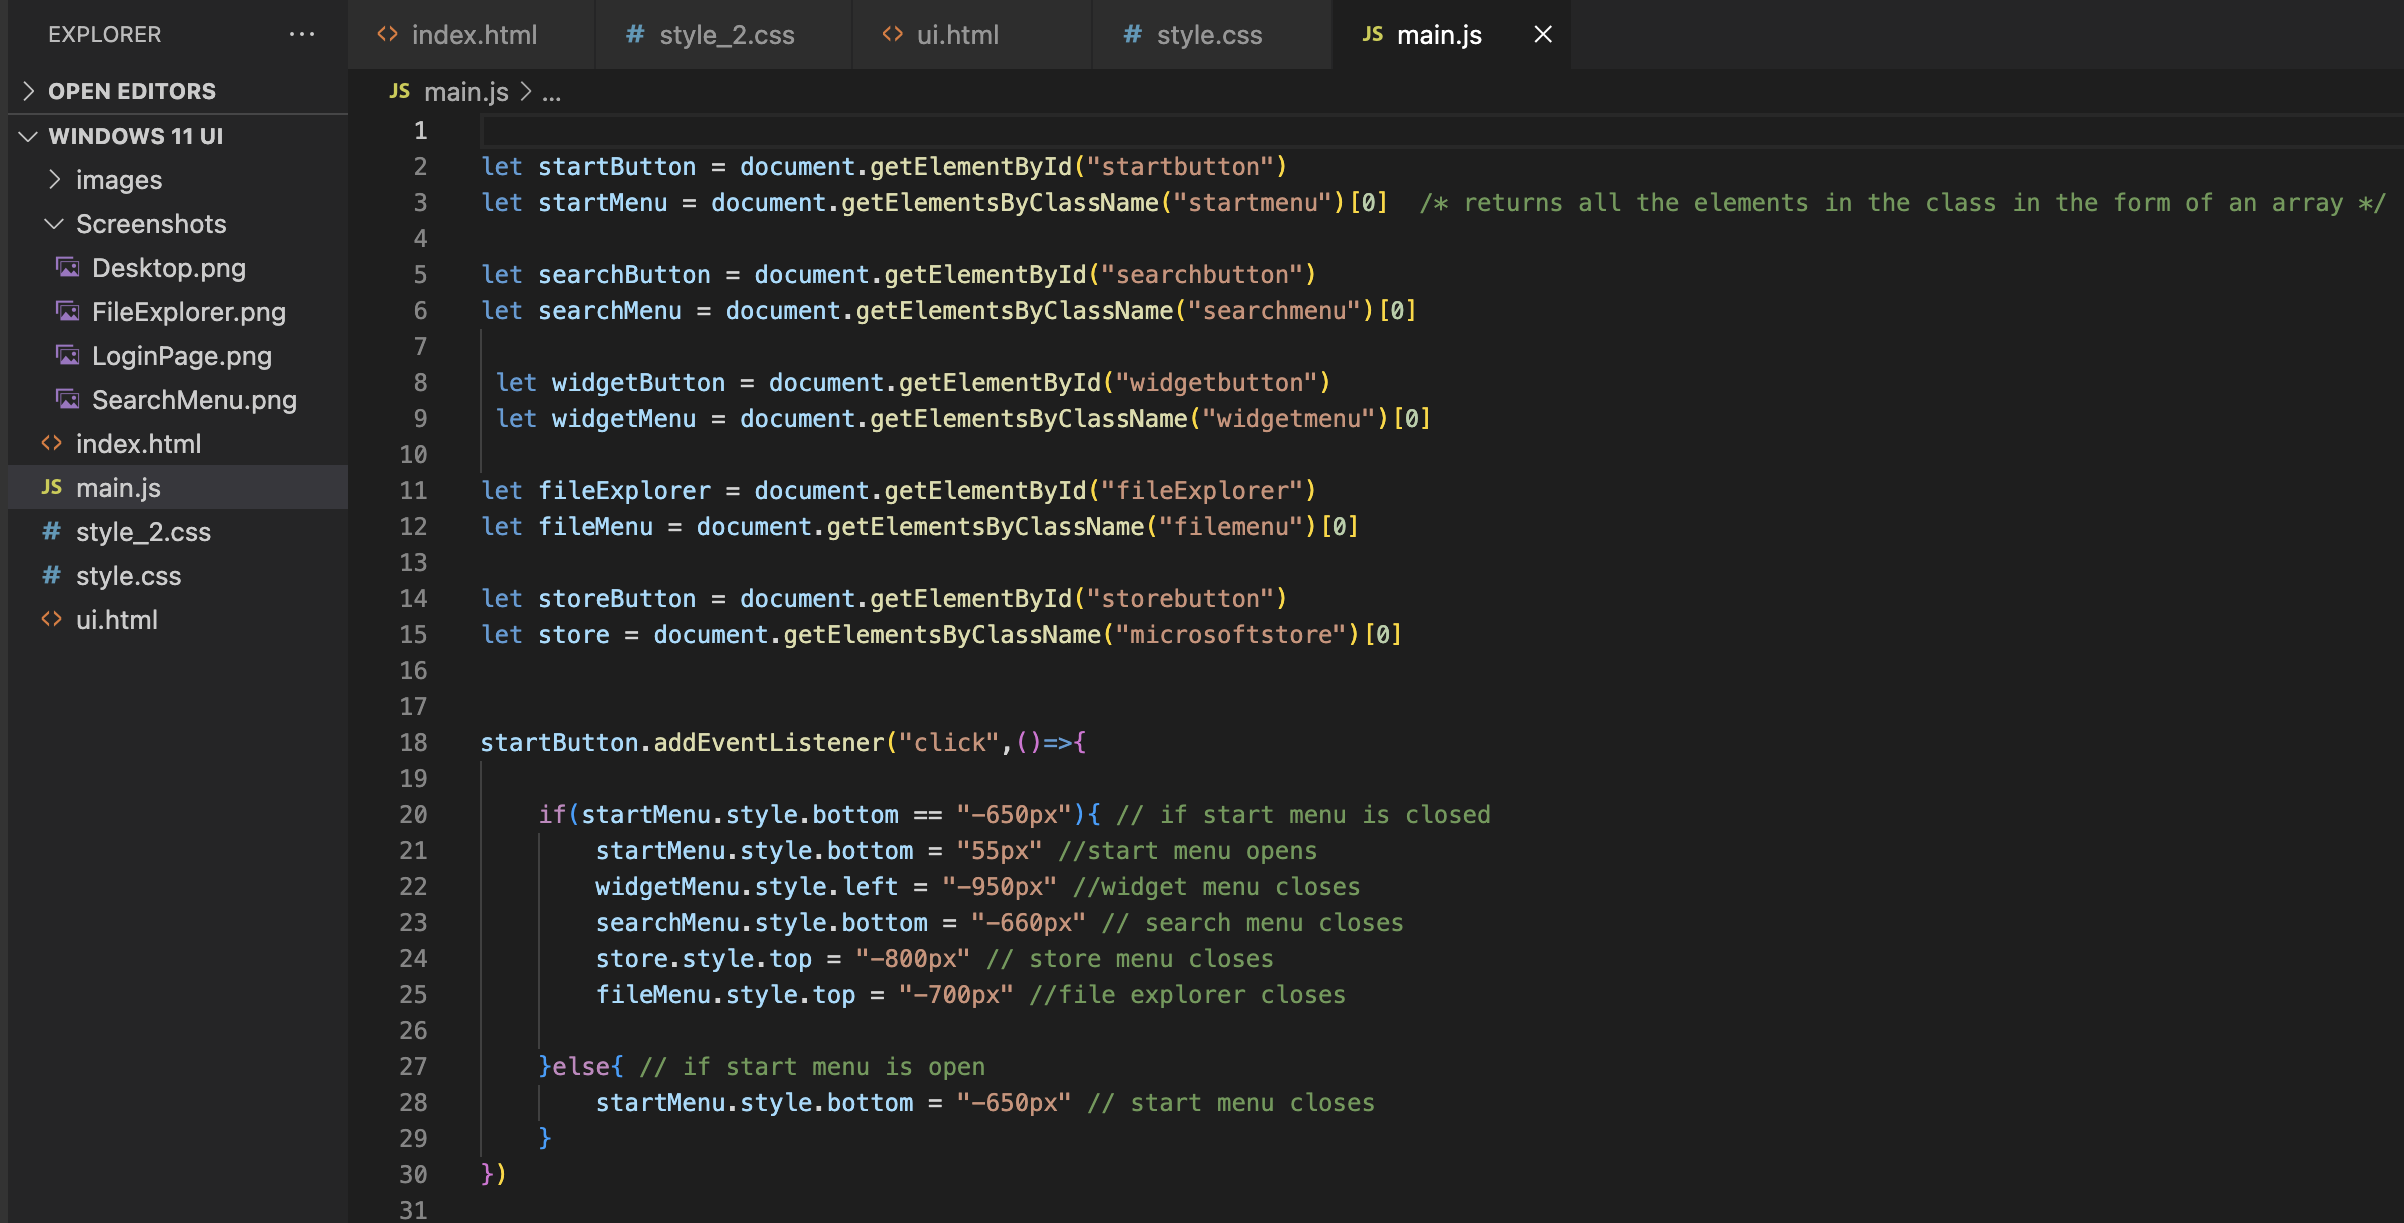 EXPLORER ...
OPEN EDITORS
WINDOWS 11 UI
images
Screenshots
Desktop.png
FileExplorer.png
LoginPage.png
SearchMenu.png
<> index.html
JS main.js
# style_2.css
# style.css
<> ui.html
<> index.html # style_2.css <> ui.html # style.css JS main.js ×
JS main.js > ...
1
2 let startButton = document.getElementById("startbutton")
3 let startMenu = document.getElementsByClassName("startmenu")[0] /* returns all the elements in the class in the form of an array */
4
5 let searchButton = document.getElementById("searchbutton")
6 let searchMenu = document.getElementsByClassName("searchmenu")[0]
7
8 let widgetButton = document.getElementById("widgetbutton")
9 let widgetMenu = document.getElementsByClassName("widgetmenu")[0]
10
11 let fileExplorer = document.getElementById("fileExplorer")
12 let fileMenu = document.getElementsByClassName("filemenu")[0]
13
14 let storeButton = document.getElementById("storebutton")
15 let store = document.getElementsByClassName("microsoftstore")[0]
16
17
18 startButton.addEventListener("click",()=>{
19
20 if(startMenu.style.bottom == "-650px"){ // if start menu is closed
21 startMenu.style.bottom = "55px" //start menu opens
22 widgetMenu.style.left = "-950px" //widget menu closes
23 searchMenu.style.bottom = "-660px" // search menu closes
24 store.style.top = "-800px" // store menu closes
25 fileMenu.style.top = "-700px" //file explorer closes
26
27 }else{ // if start menu is open
28 startMenu.style.bottom = "-650px" // start menu closes
29 }
30 })
31